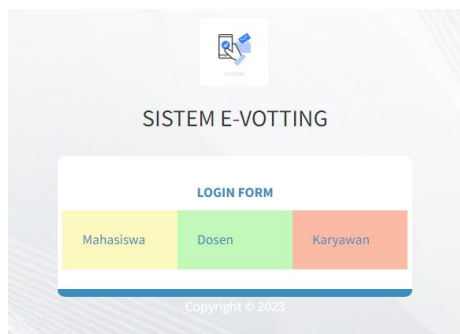 SISTEM E-VOTTING
LOGIN FORM
Mahasiswa Dosen Karyawan
Copyright © 2023